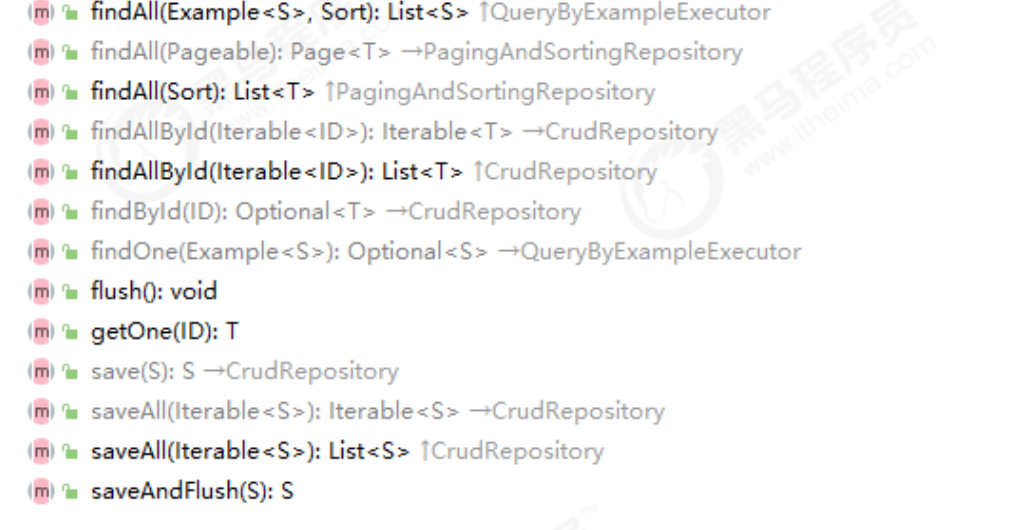 findAll(Example<S>, Sort): List<S> ↑QueryByExampleExecutor
findAll(Pageable): Page<T> →PagingAndSortingRepository
findAll(Sort): List<T> ↑PagingAndSortingRepository
findAllById(Iterable<ID>): Iterable<T> →CrudRepository
findAllById(Iterable<ID>): List<T> ↑CrudRepository
findById(ID): Optional<T> →CrudRepository
findOne(Example<S>): Optional<S> →QueryByExampleExecutor
flush(): void
getOne(ID): T
save(S): S →CrudRepository
saveAll(Iterable<S>): Iterable<S> →CrudRepository
saveAll(Iterable<S>): List<S> ↑CrudRepository
saveAndFlush(S): S
黑马程序员
www.itheima.com